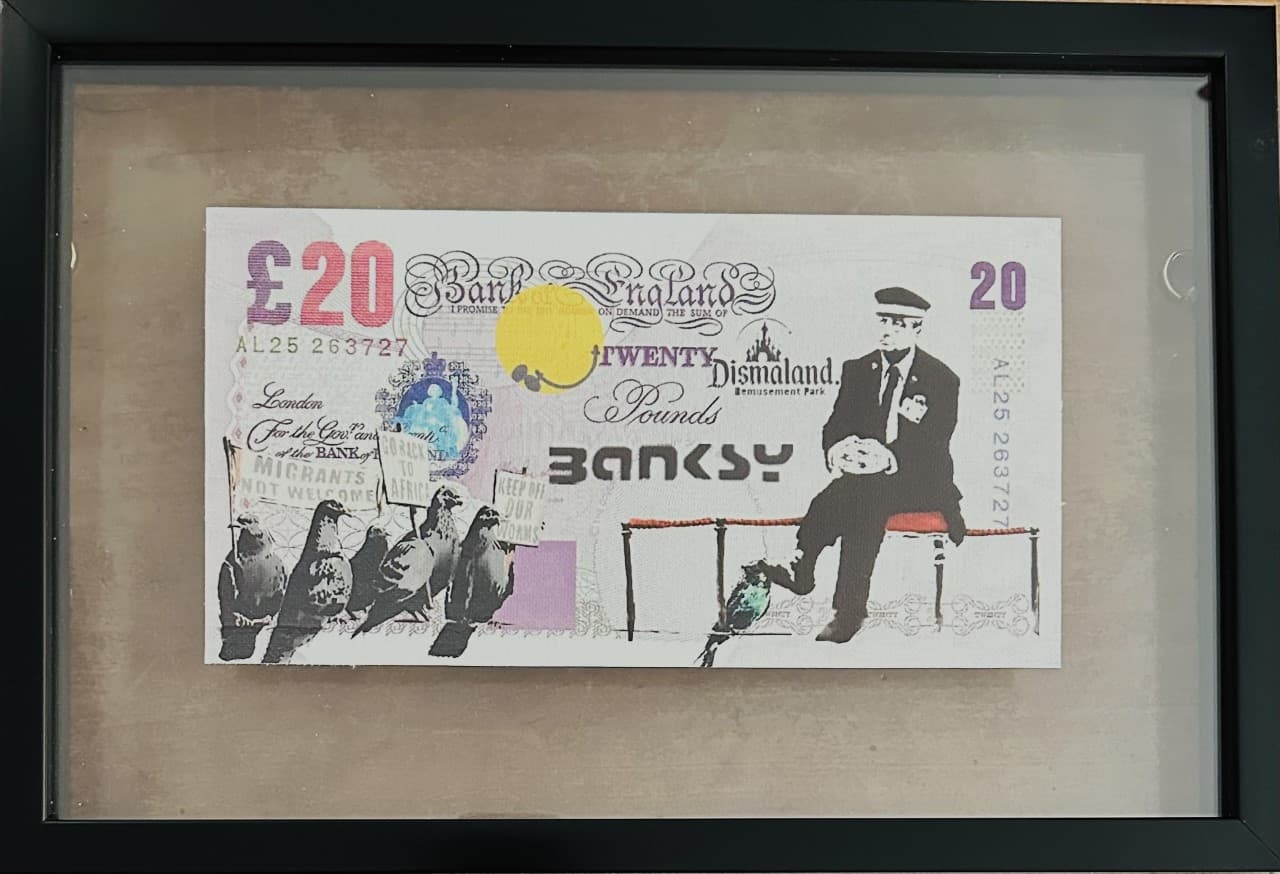 £20
20
Bank of England
I PROMISE TO PAY THE BEARER ON DEMAND THE SUM OF
AL25 263727
TWENTY
Pounds
Dismaland.
Bemusement Park
London
For the Gov.r and
of the BANK of
BANKSY
AL25 263727
MIGRANTS
NOT WELCOME
GO BACK
TO
AFRICA
KEEP OFF
OUR
WORMS